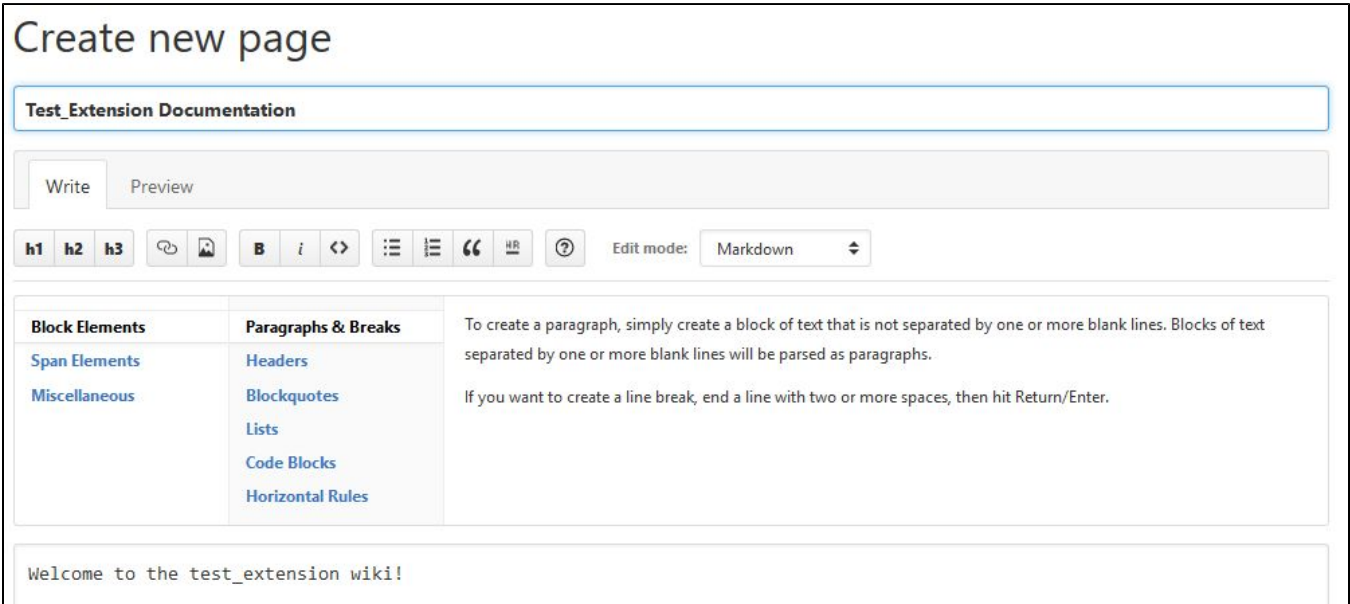 Create new page
Test_Extension Documentation
Write Preview
h1 h2 h3 B i <> “ HR ? Edit mode: Markdown
Block Elements
Span Elements
Miscellaneous
Paragraphs & Breaks
Headers
Blockquotes
Lists
Code Blocks
Horizontal Rules
To create a paragraph, simply create a block of text that is not separated by one or more blank lines. Blocks of text
separated by one or more blank lines will be parsed as paragraphs.
If you want to create a line break, end a line with two or more spaces, then hit Return/Enter.
Welcome to the test_extension wiki!